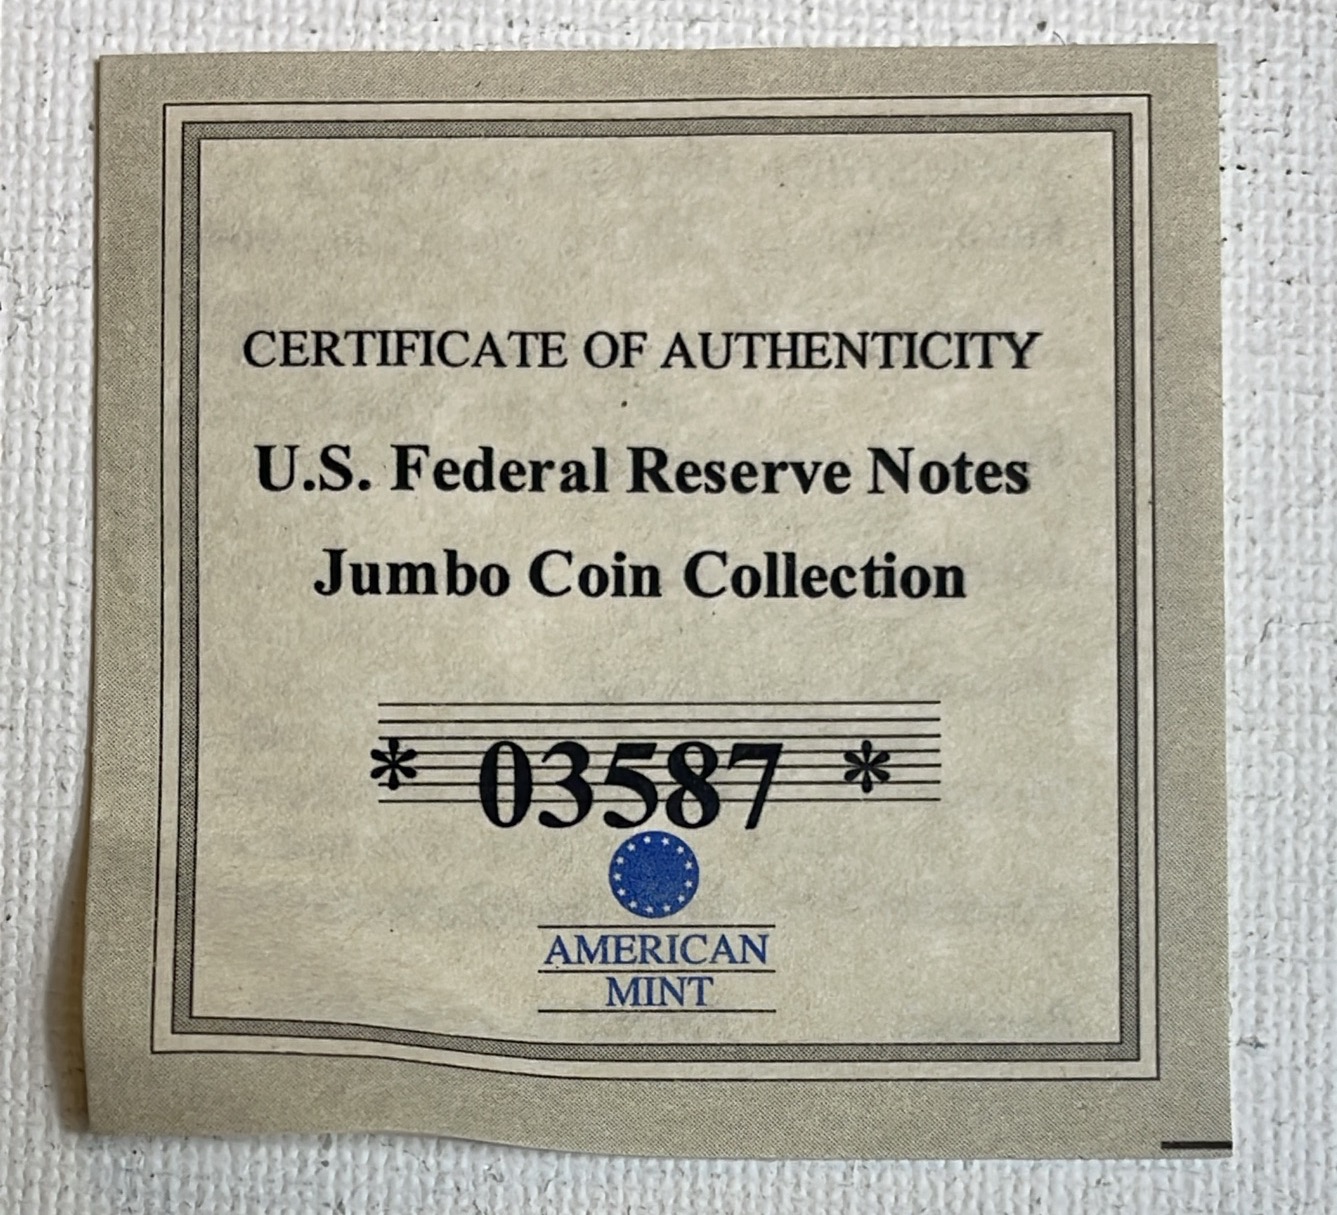 CERTIFICATE OF AUTHENTICITY
U.S. Federal Reserve Notes
Jumbo Coin Collection
* 03587 *
AMERICAN
MINT